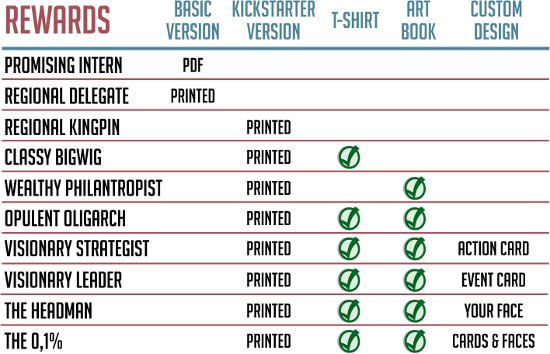 REWARDS BASIC VERSION KICKSTARTER VERSION T-SHIRT ART BOOK CUSTOM DESIGN
PROMISING INTERN PDF
REGIONAL DELEGATE PRINTED
REGIONAL KINGPIN PRINTED
CLASSY BIGWIG PRINTED
WEALTHY PHILANTROPIST PRINTED
OPULENT OLIGARCH PRINTED
VISIONARY STRATEGIST PRINTED ACTION CARD
VISIONARY LEADER PRINTED EVENT CARD
THE HEADMAN PRINTED YOUR FACE
THE 0,1% PRINTED CARDS & FACES